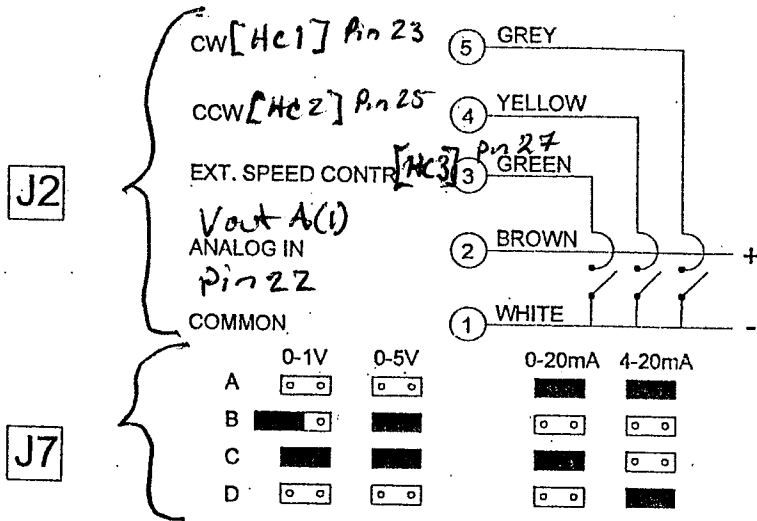 CW [HC1] Pin 23 5 GREY
CCW [HC2] Pin 25 4 YELLOW
EXT. SPEED CONTR [HC3] Pin 27 3 GREEN
J2
Vout A(1)
ANALOG IN 2 BROWN +
Pin 22
COMMON 1 WHITE -
0-1V 0-5V 0-20mA 4-20mA
A
B
J7
C
D